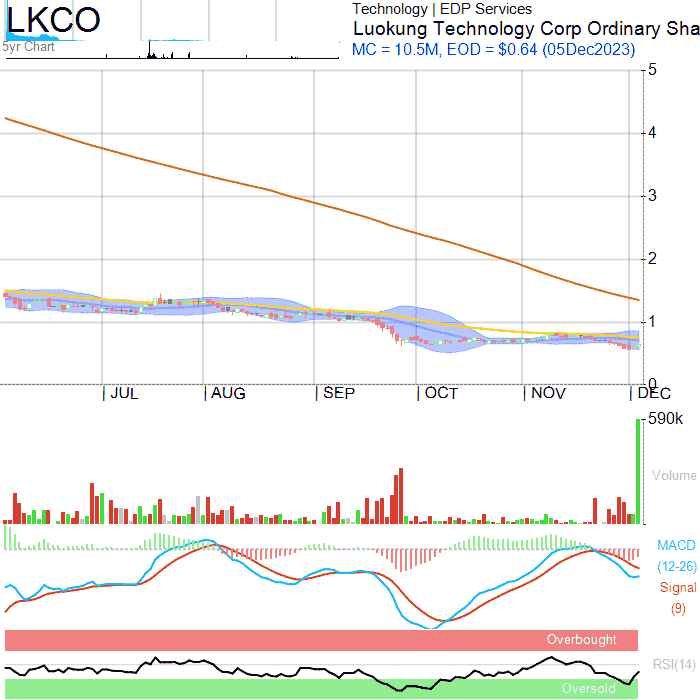 LKCO
Technology | EDP Services
Luokung Technology Corp Ordinary Sha
MC = 10.5M, EOD = $0.64 (05Dec2023)
5yr Chart
5
4
3
2
1
0
JUL AUG SEP OCT NOV DEC
590k
Volume
MACD
(12-26)
Signal
(9)
Overbought
RSI(14)
Oversold